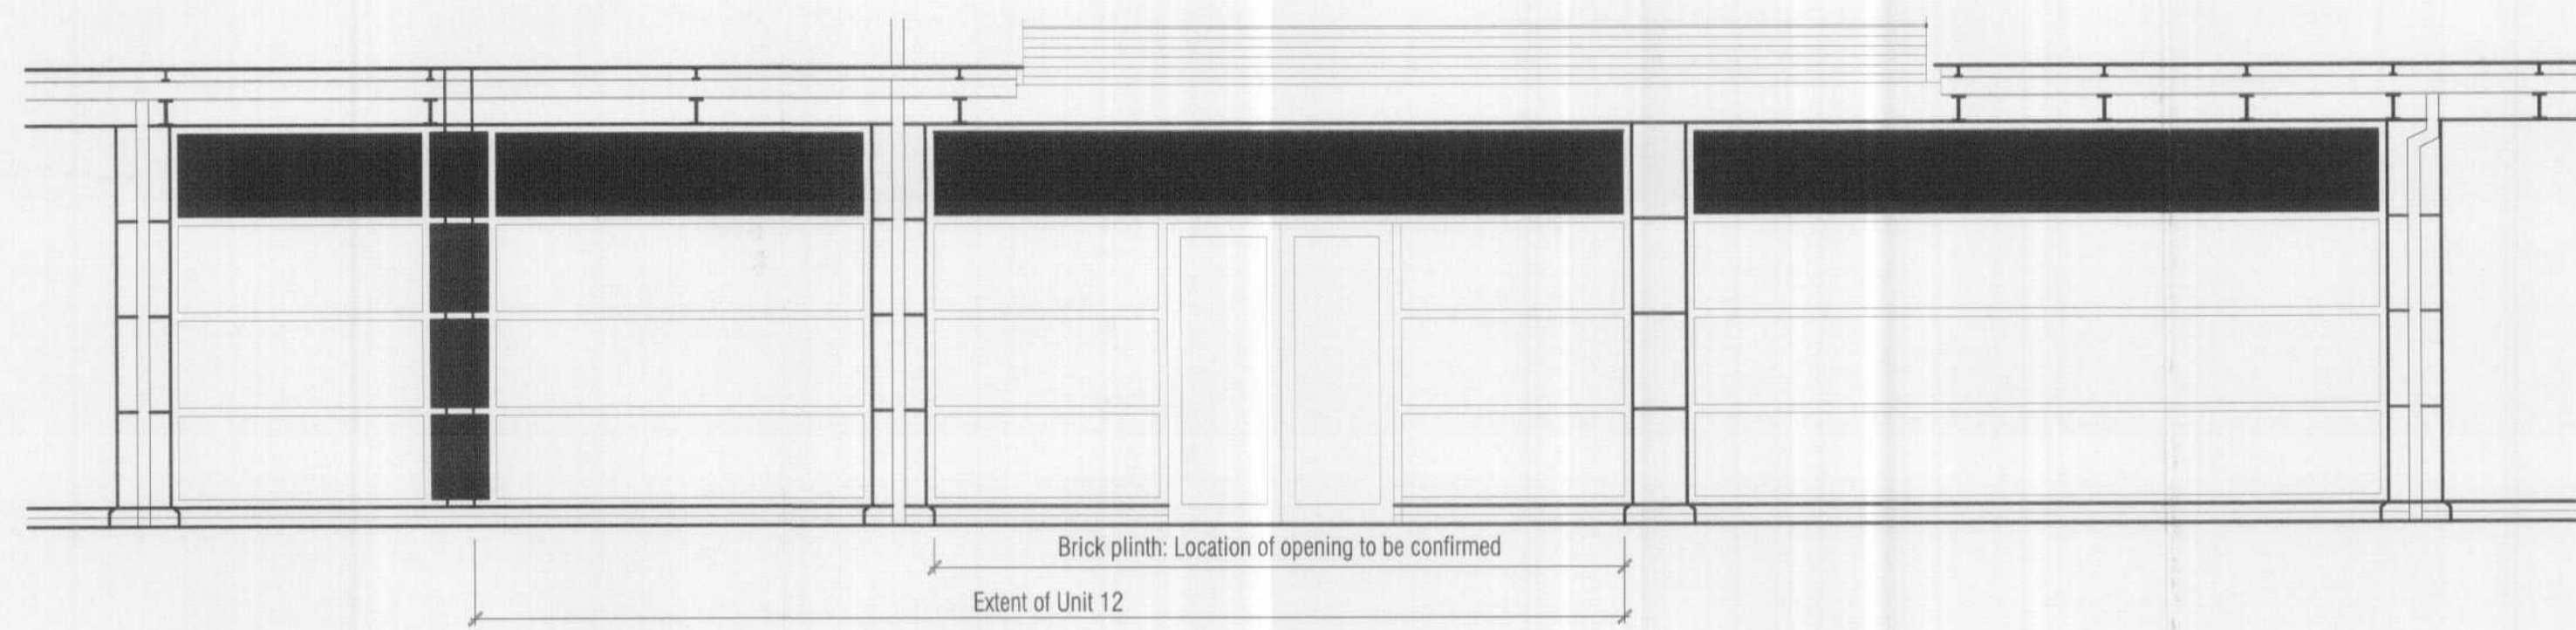 Brick plinth: Location of opening to be confirmed
Extent of Unit 12